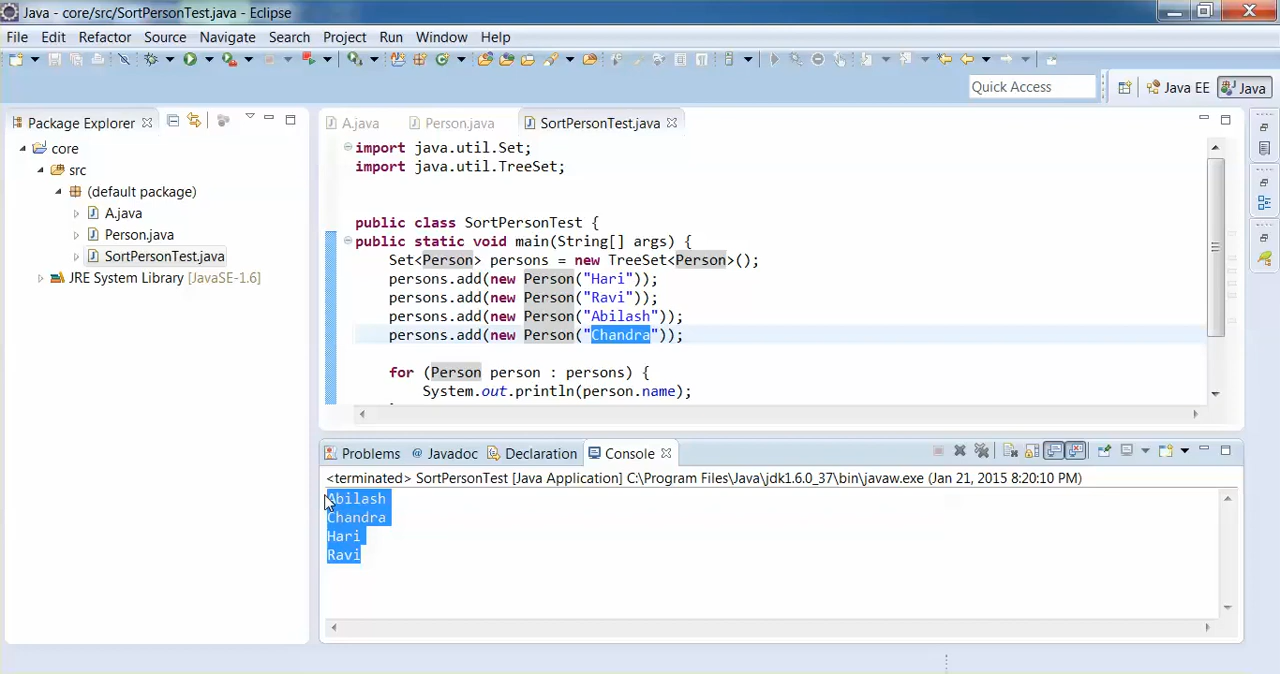 Java - core/src/SortPersonTest.java - Eclipse
File Edit Refactor Source Navigate Search Project Run Window Help
Quick Access
Java EE
Java
Package Explorer
core
src
(default package)
A.java
Person.java
SortPersonTest.java
JRE System Library [JavaSE-1.6]
A.java Person.java SortPersonTest.java
import java.util.Set;
import java.util.TreeSet;
public class SortPersonTest {
public static void main(String[] args) {
Set<Person> persons = new TreeSet<Person>();
persons.add(new Person("Hari"));
persons.add(new Person("Ravi"));
persons.add(new Person("Abilash"));
persons.add(new Person("Chandra"));
for (Person person : persons) {
System.out.println(person.name);
Problems @ Javadoc Declaration Console
<terminated> SortPersonTest [Java Application] C:\Program Files\Java\jdk1.6.0_37\bin\javaw.exe (Jan 21, 2015 8:20:10 PM)
Abilash
Chandra
Hari
Ravi